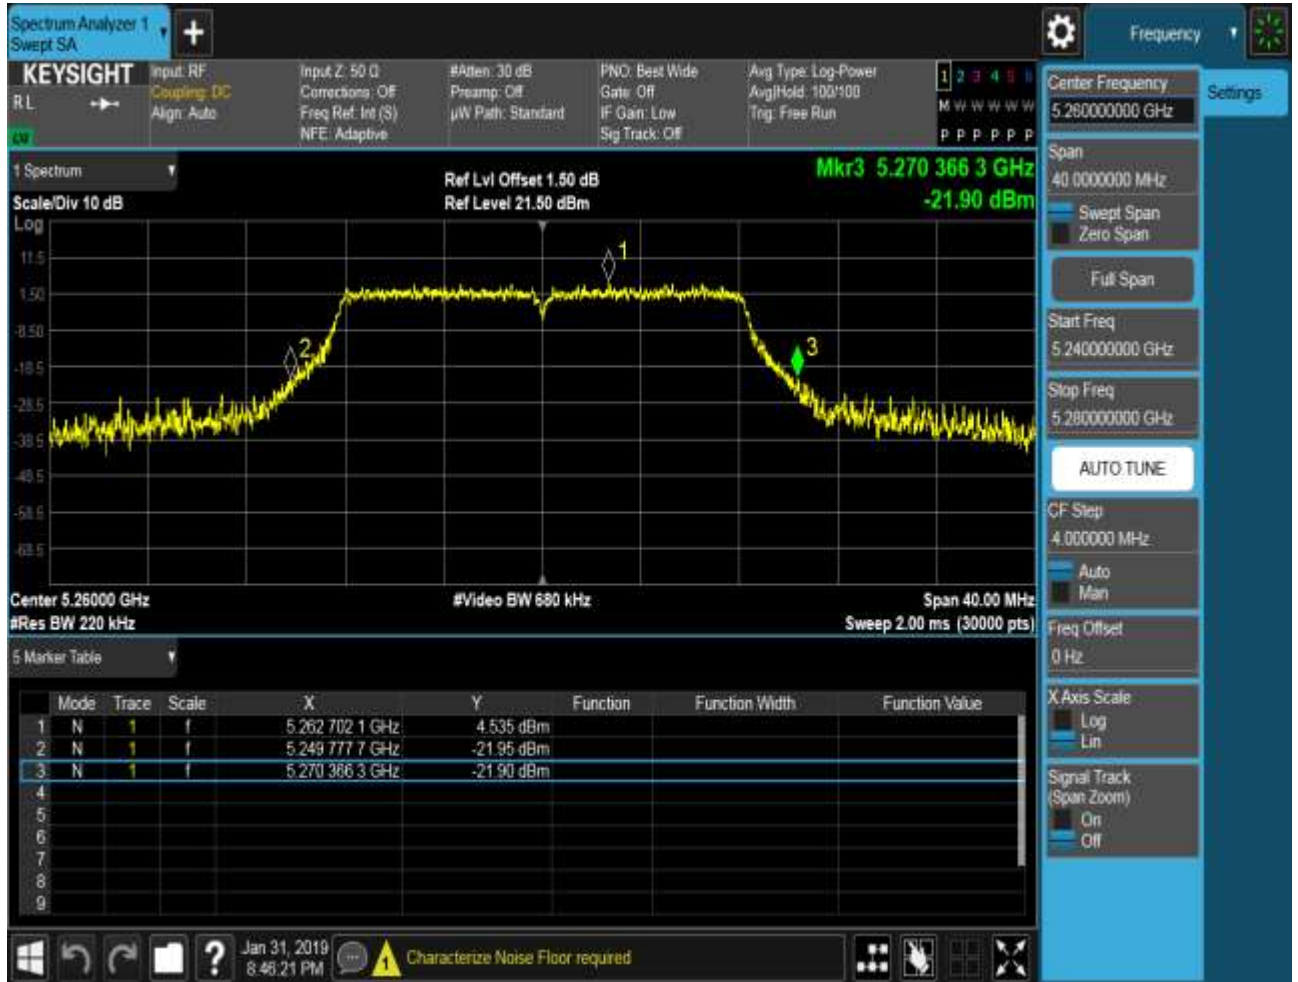 Spectrum Analyzer 1
Swept SA
Frequency
KEYSIGHT
R L
Input: RF
Coupling: DC
Align: Auto
Input Z: 50 Ω
Corrections: Off
Freq Ref: Int (S)
NFE: Adaptive
#Atten: 30 dB
Preamp: Off
µW Path: Standard
PNO: Best Wide
Gate: Off
IF Gain: Low
Sig Track: Off
Avg Type: Log-Power
Avg|Hold: 100/100
Trig: Free Run
1 2 3 4 5 6
M W W W W W
P P P P P P
1 Spectrum
Scale/Div 10 dB
Ref Lvl Offset 1.50 dB
Ref Level 21.50 dBm
Mkr3 5.270 366 3 GHz
-21.90 dBm
Log
11.5
1.50
-8.50
-18.5
-28.5
-38.5
-48.5
-58.5
-68.5
1
2
3
Center 5.26000 GHz
#Res BW 220 kHz
#Video BW 680 kHz
Span 40.00 MHz
Sweep 2.00 ms (30000 pts)
5 Marker Table
Mode Trace Scale X Y Function Function Width Function Value
1 N 1 f 5.262 702 1 GHz 4.535 dBm
2 N 1 f 5.249 777 7 GHz -21.95 dBm
3 N 1 f 5.270 366 3 GHz -21.90 dBm
4
5
6
7
8
9
Center Frequency
5.260000000 GHz
Settings
Span
40.0000000 MHz
Swept Span
Zero Span
Full Span
Start Freq
5.240000000 GHz
Stop Freq
5.280000000 GHz
AUTO TUNE
CF Step
4.000000 MHz
Auto
Man
Freq Offset
0 Hz
X Axis Scale
Log
Lin
Signal Track
(Span Zoom)
On
Off
?
Jan 31, 2019
8:46:21 PM
1
Characterize Noise Floor required